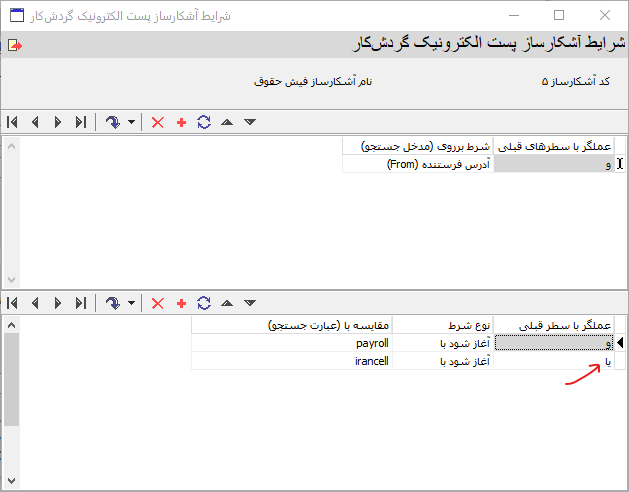 شرایط آشکارساز پست الکترونیک گردش‌کار
شرایط آشکارساز پست الکترونیک گردش‌کار
کد آشکارساز ۵ نام آشکارساز فیش حقوق
عملگر با سطرهای قبلی شرط برروی (مدخل جستجو)
و آدرس فرستنده (From)
عملگر با سطر قبلی نوع شرط مقایسه با (عبارت جستجو)
و آغاز شود با payroll
یا آغاز شود با irancell